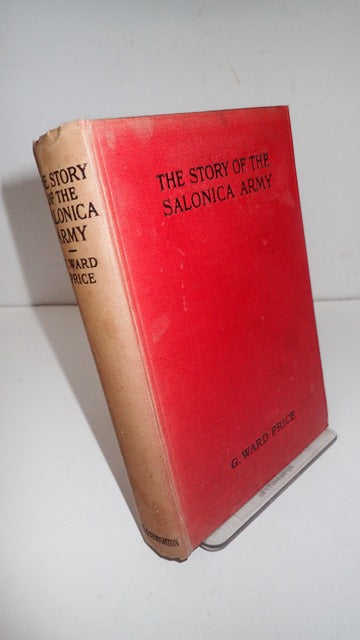 THE STORY
OF THE
SALONICA
ARMY
WARD
PRICE
THE STORY OF THE
SALONICA ARMY
G. WARD PRICE